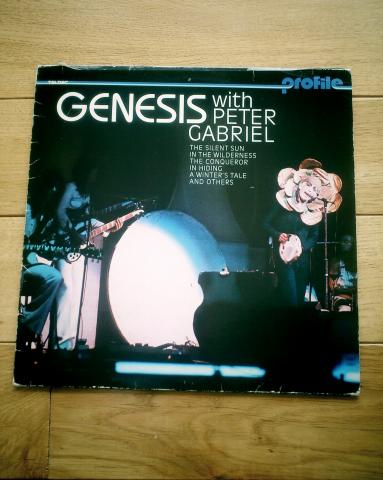 TELDEC
profile
GENESIS with
PETER
GABRIEL
THE SILENT SUN
IN THE WILDERNESS
THE CONQUEROR
IN HIDING
A WINTER'S TALE
AND OTHERS